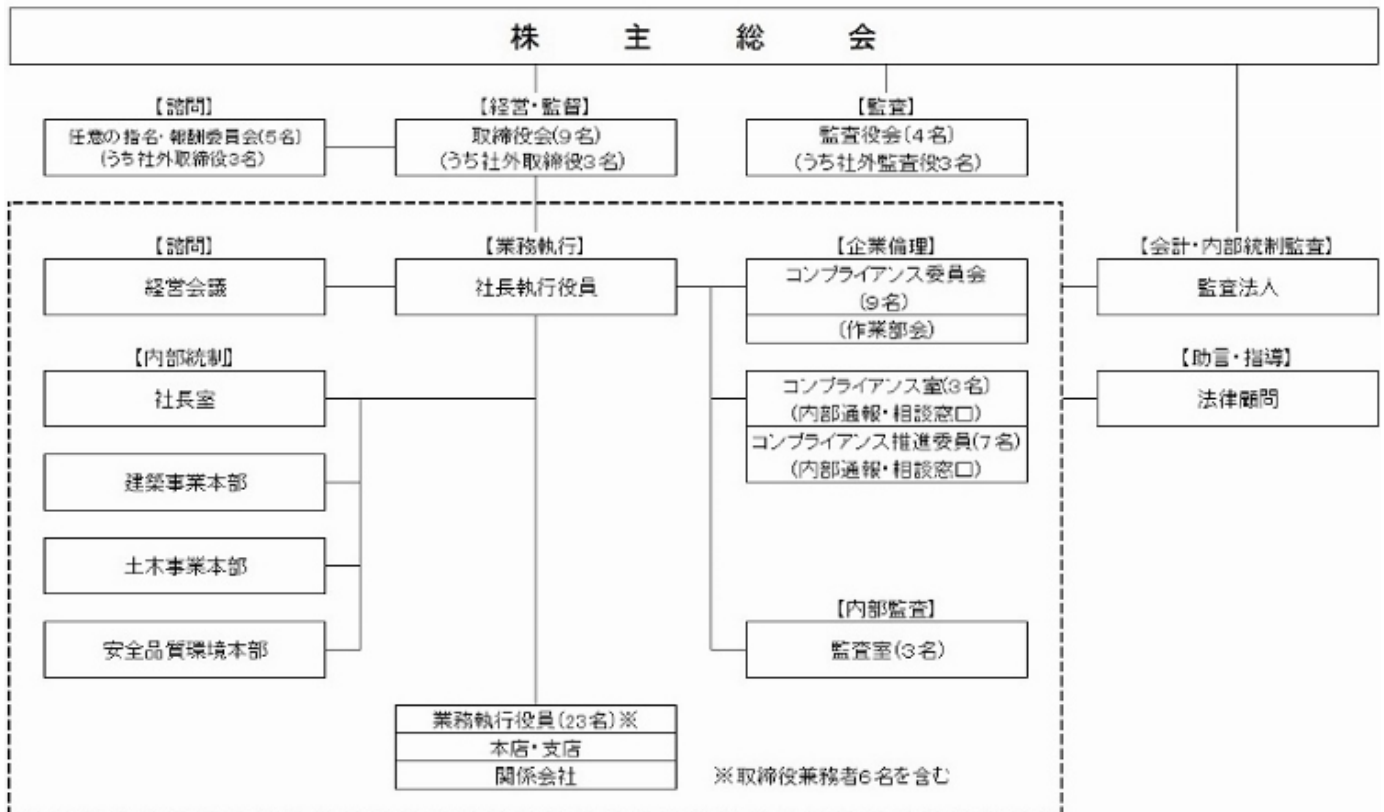 株主総会
【諮問】
任意の指名・報酬委員会(5名)
(うち社外取締役3名)
【経営・監督】
取締役会(9名)
(うち社外取締役3名)
【監査】
監査役会(4名)
(うち社外監査役3名)
【諮問】
経営会議
【業務執行】
社長執行役員
【企業倫理】
コンプライアンス委員会
(9名)
(作業部会)
【会計・内部統制監査】
監査法人
【内部統制】
社長室
コンプライアンス室(3名)
(内部通報・相談窓口)
コンプライアンス推進委員(7名)
(内部通報・相談窓口)
【助言・指導】
法律顧問
建築事業本部
土木事業本部
安全品質環境本部
【内部監査】
監査室(3名)
業務執行役員(23名)※
本店・支店
関係会社
※取締役兼務者6名を含む